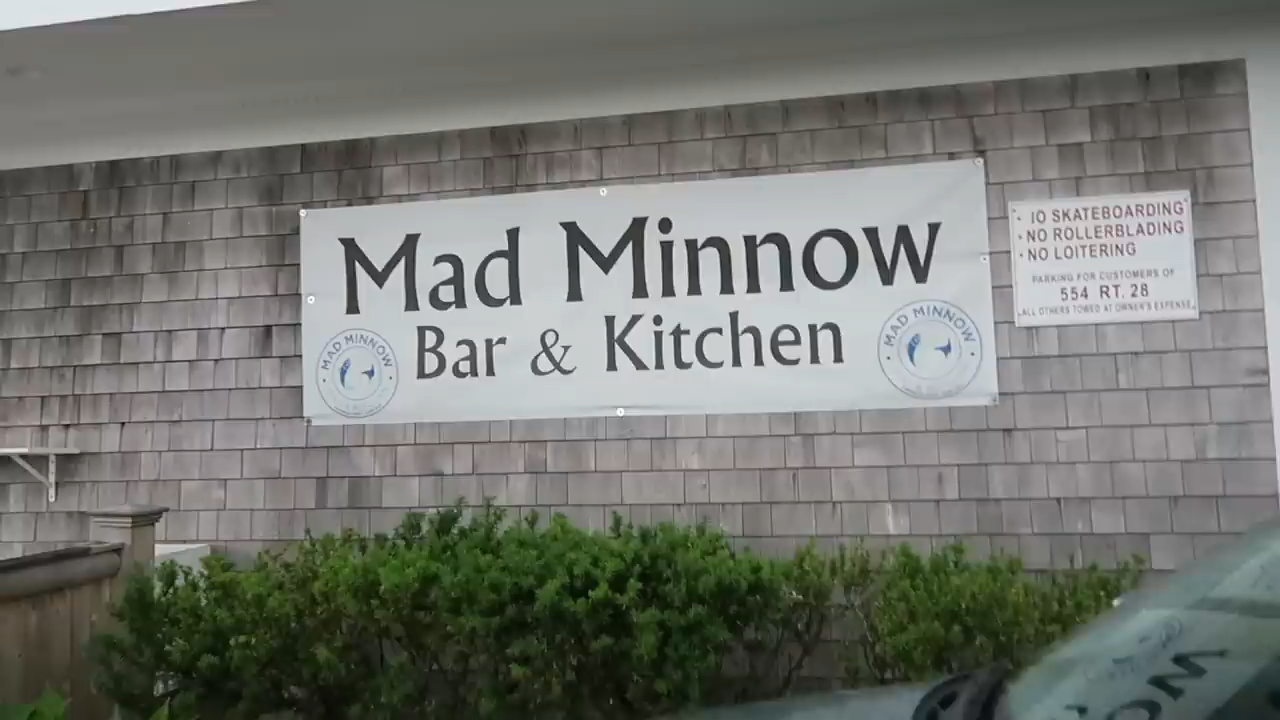 Mad Minnow
Bar & Kitchen
MAD MINNOW
MAD MINNOW
IO SKATEBOARDING
• NO ROLLERBLADING
• NO LOITERING
PARKING FOR CUSTOMERS OF
554 RT. 28
ALL OTHERS TOWED AT OWNER'S EXPENSE